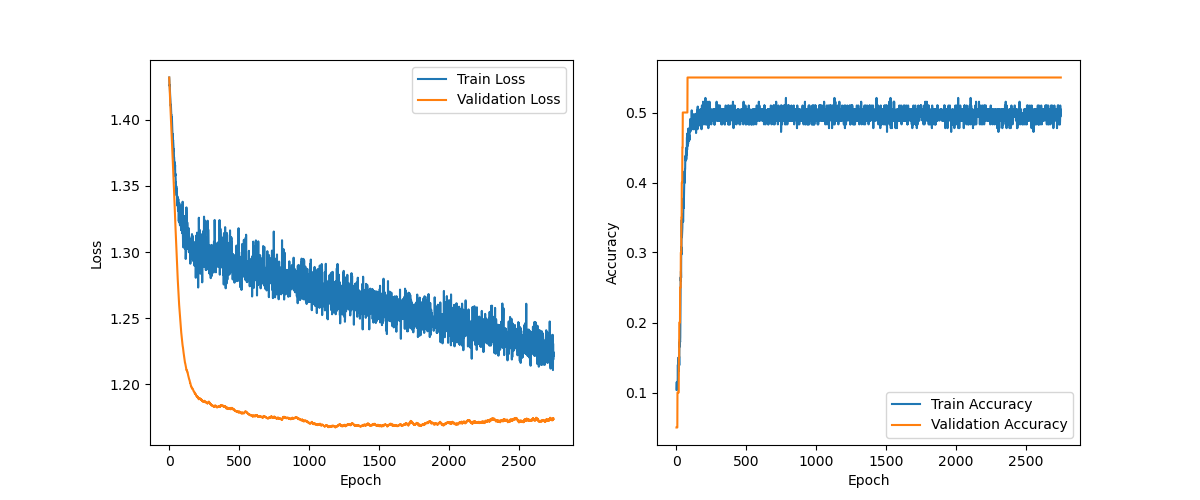 Train Loss
Validation Loss
1.40
1.35
1.30
1.25
1.20
Loss
0 500 1000 1500 2000 2500
Epoch
0.5
0.4
0.3
0.2
0.1
Accuracy
Train Accuracy
Validation Accuracy
0 500 1000 1500 2000 2500
Epoch